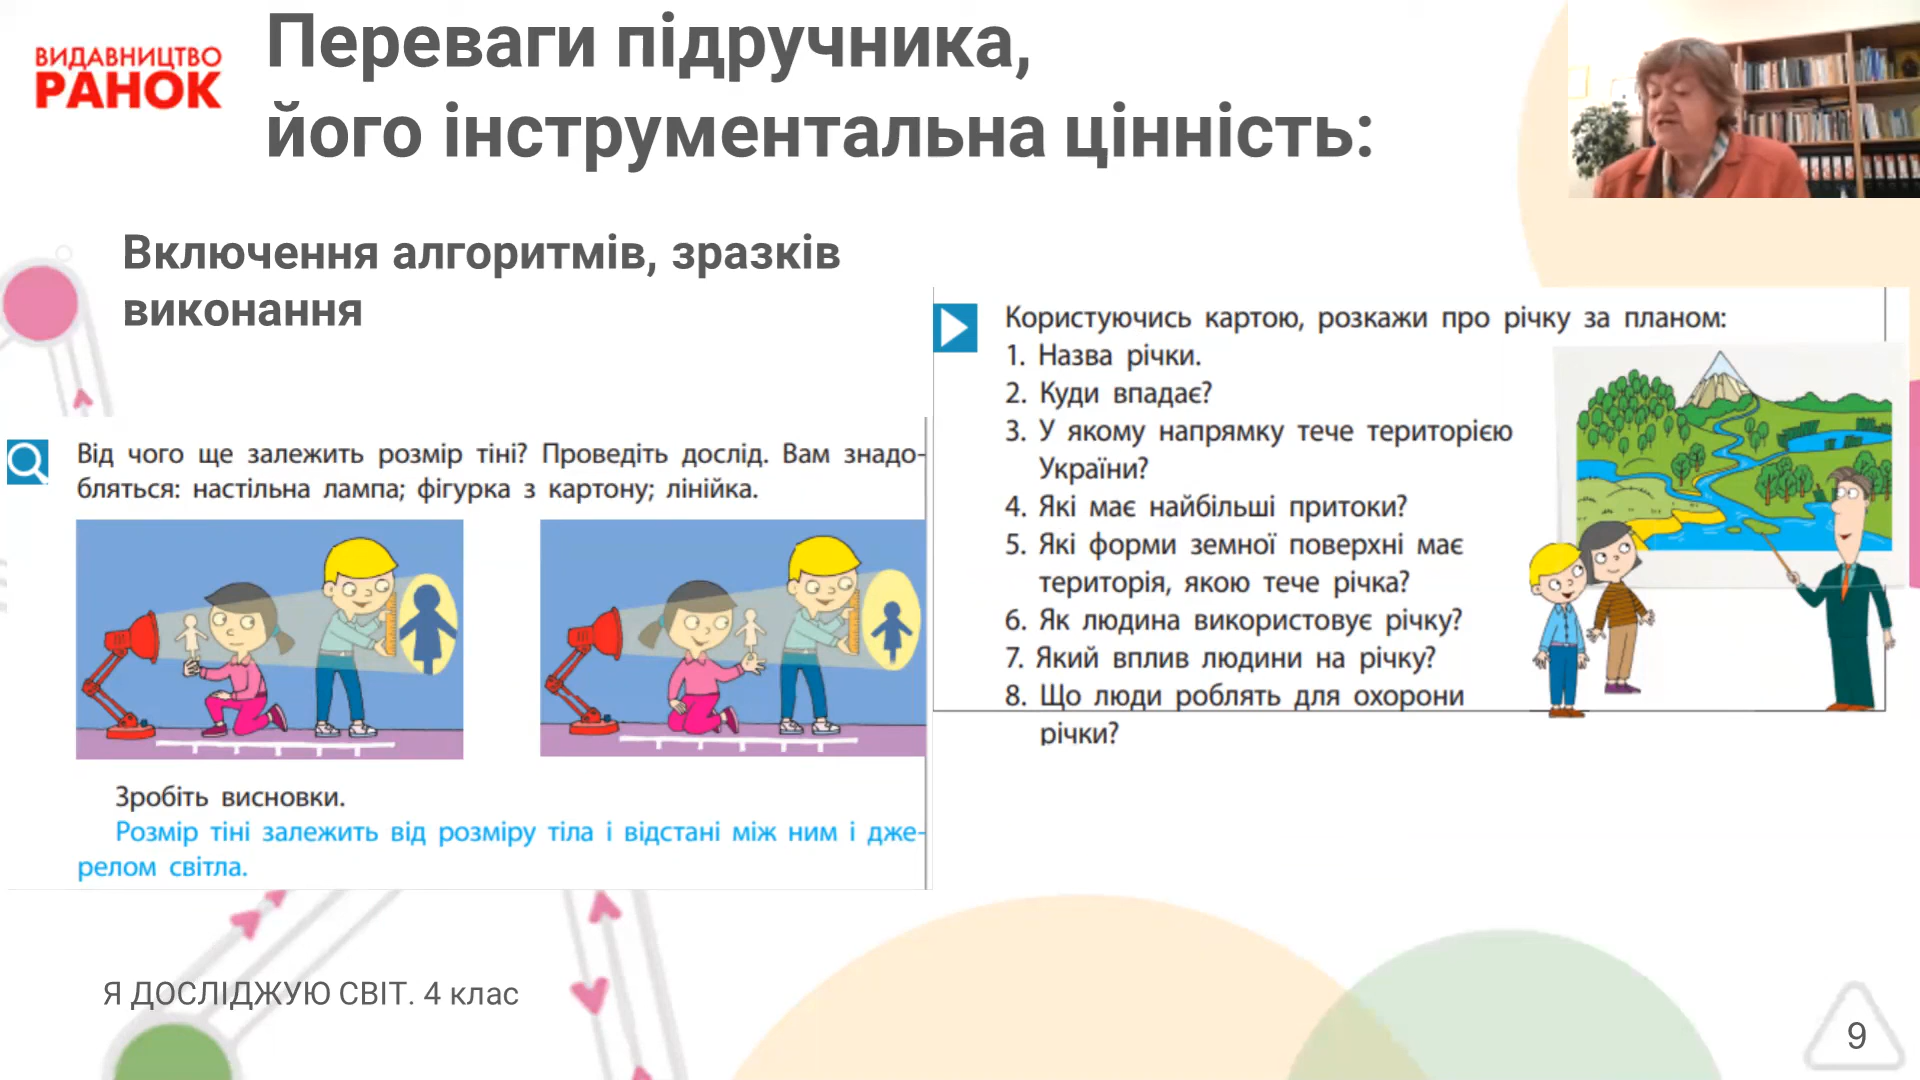 ВИДАВНИЦТВО
РАНОК
Переваги підручника,
його інструментальна цінність:
Включення алгоритмів, зразків
виконання
Від чого ще залежить розмір тіні? Проведіть дослід. Вам знадо-
бляться: настільна лампа; фігурка з картону; лінійка.
Зробіть висновки.
Розмір тіні залежить від розміру тіла і відстані між ним і дже-
релом світла.
Користуючись картою, розкажи про річку за планом:
1. Назва річки.
2. Куди впадає?
3. У якому напрямку тече територією
України?
4. Які має найбільші притоки?
5. Які форми земної поверхні має
територія, якою тече річка?
6. Як людина використовує річку?
7. Який вплив людини на річку?
8. Що люди роблять для охорони
річки?
Я ДОСЛІДЖУЮ СВІТ. 4 клас
9